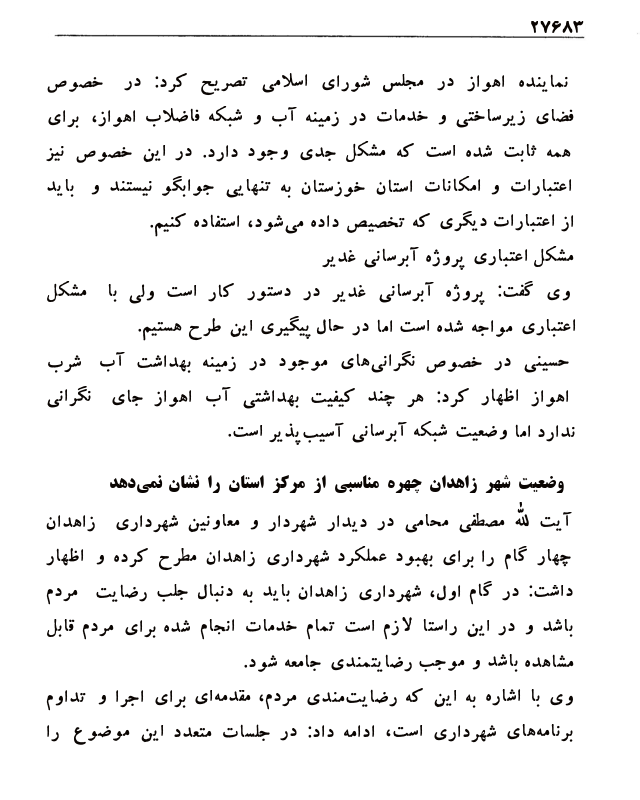 ۲۷۶۸۳
نماینده اهواز در مجلس شورای اسلامی تصریح کرد: در خصوص
فضای زیرساختی و خدمات در زمینه آب و شبکه فاضلاب اهواز، برای
همه ثابت شده است که مشکل جدی وجود دارد. در این خصوص نیز
اعتبارات و امکانات استان خوزستان به تنهایی جوابگو نیستند و باید
از اعتبارات دیگری که تخصیص داده می‌شود، استفاده کنیم.
مشکل اعتباری پروژه آبرسانی غدیر
وی گفت: پروژه آبرسانی غدیر در دستور کار است ولی با مشکل
اعتباری مواجه شده است اما در حال پیگیری این طرح هستیم.
حسینی در خصوص نگرانی‌های موجود در زمینه بهداشت آب شرب
اهواز اظهار کرد: هر چند کیفیت بهداشتی آب اهواز جای نگرانی
ندارد اما وضعیت شبکه آبرسانی آسیب‌پذیر است.
وضعیت شهر زاهدان چهره مناسبی از مرکز استان را نشان نمی‌دهد
آیت لله مصطفی محامی در دیدار شهردار و معاونین شهرداری زاهدان
چهار گام را برای بهبود عملکرد شهرداری زاهدان مطرح کرده و اظهار
داشت: در گام اول، شهرداری زاهدان باید به دنبال جلب رضایت مردم
باشد و در این راستا لازم است تمام خدمات انجام شده برای مردم قابل
مشاهده باشد و موجب رضایتمندی جامعه شود.
وی با اشاره به این که رضایت‌مندی مردم، مقدمه‌ای برای اجرا و تداوم
برنامه‌های شهرداری است، ادامه داد: در جلسات متعدد این موضوع را